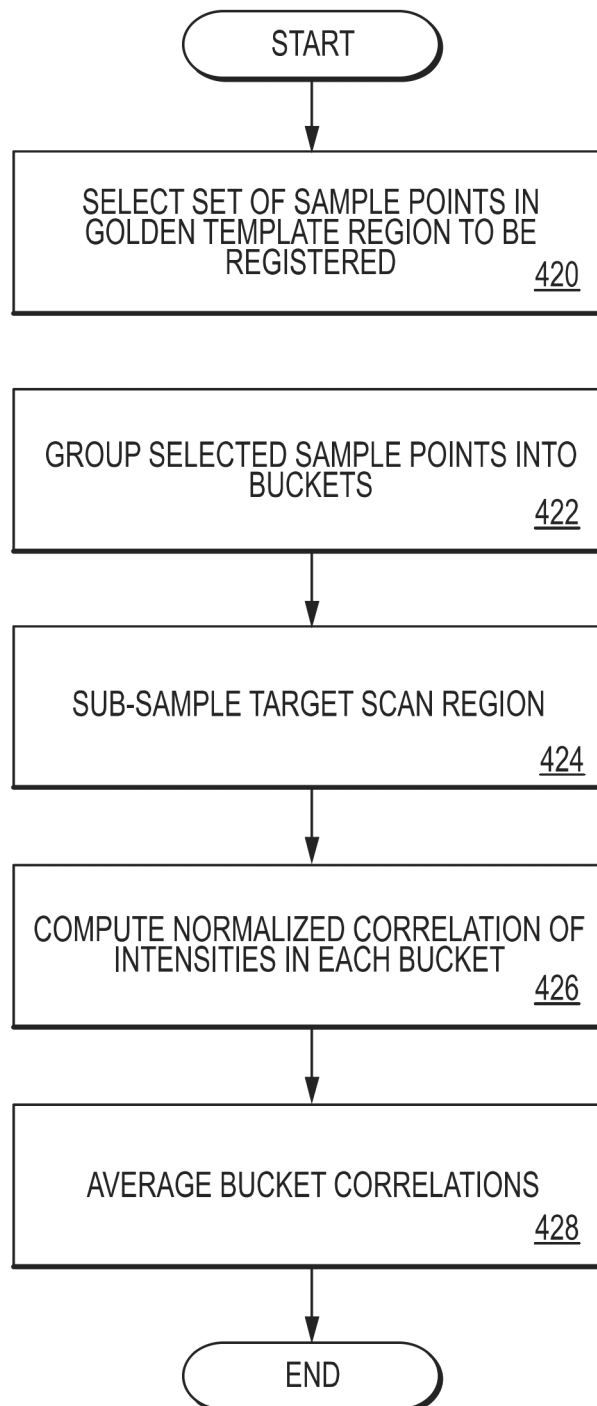 START
SELECT SET OF SAMPLE POINTS IN
GOLDEN TEMPLATE REGION TO BE
REGISTERED
420
GROUP SELECTED SAMPLE POINTS INTO
BUCKETS
422
SUB-SAMPLE TARGET SCAN REGION
424
COMPUTE NORMALIZED CORRELATION OF
INTENSITIES IN EACH BUCKET
426
AVERAGE BUCKET CORRELATIONS
428
END